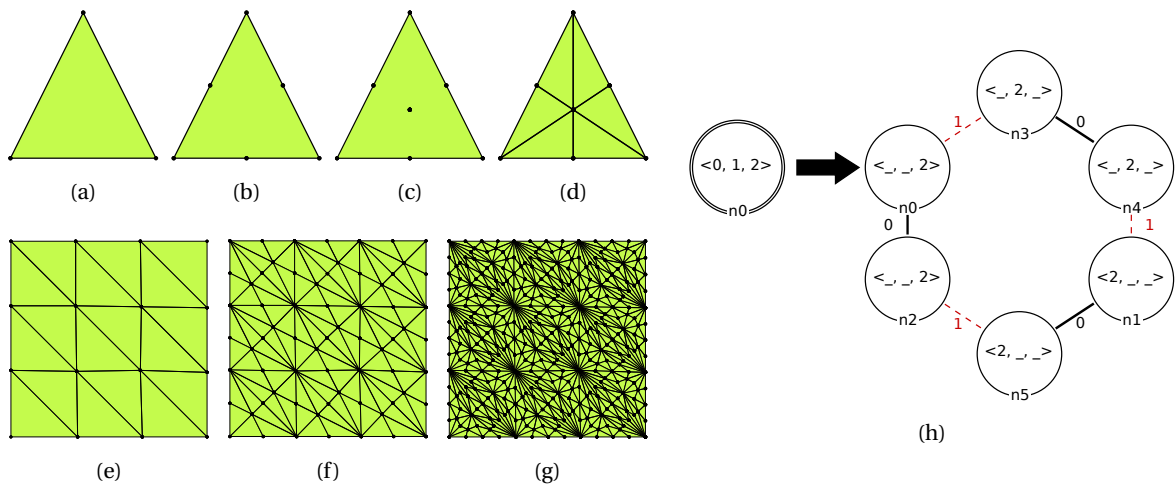 (a)
(b)
(c)
(d)
(e)
(f)
(g)
<0, 1, 2>
n0
<_, _, 2>
n0
1
<_, 2, _>
n3
0
<_, 2, _>
n4
1
0
<_, _, 2>
n2
1
<2, _, _>
n5
0
<2, _, _>
n1
(h)